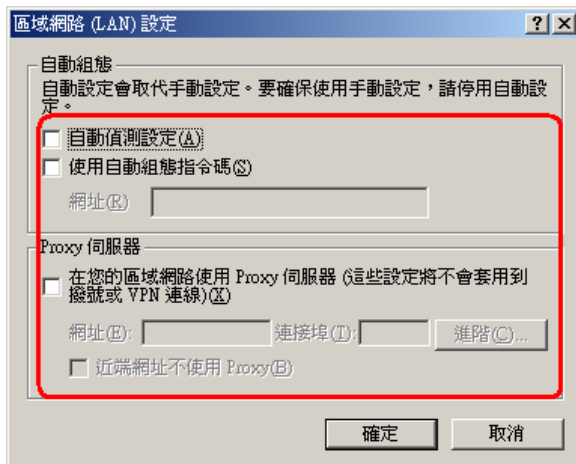 區域網路 (LAN) 設定
自動組態
自動設定會取代手動設定。要確保使用手動設定，請停用自動設
定。
自動偵測設定(A)
使用自動組態指令碼(S)
網址(R)
Proxy 伺服器
在您的區域網路使用 Proxy 伺服器 (這些設定將不會套用到
撥號或 VPN 連線)(X)
網址(E): 連接埠(T): 進階(C)...
近端網址不使用 Proxy(B)
確定 取消